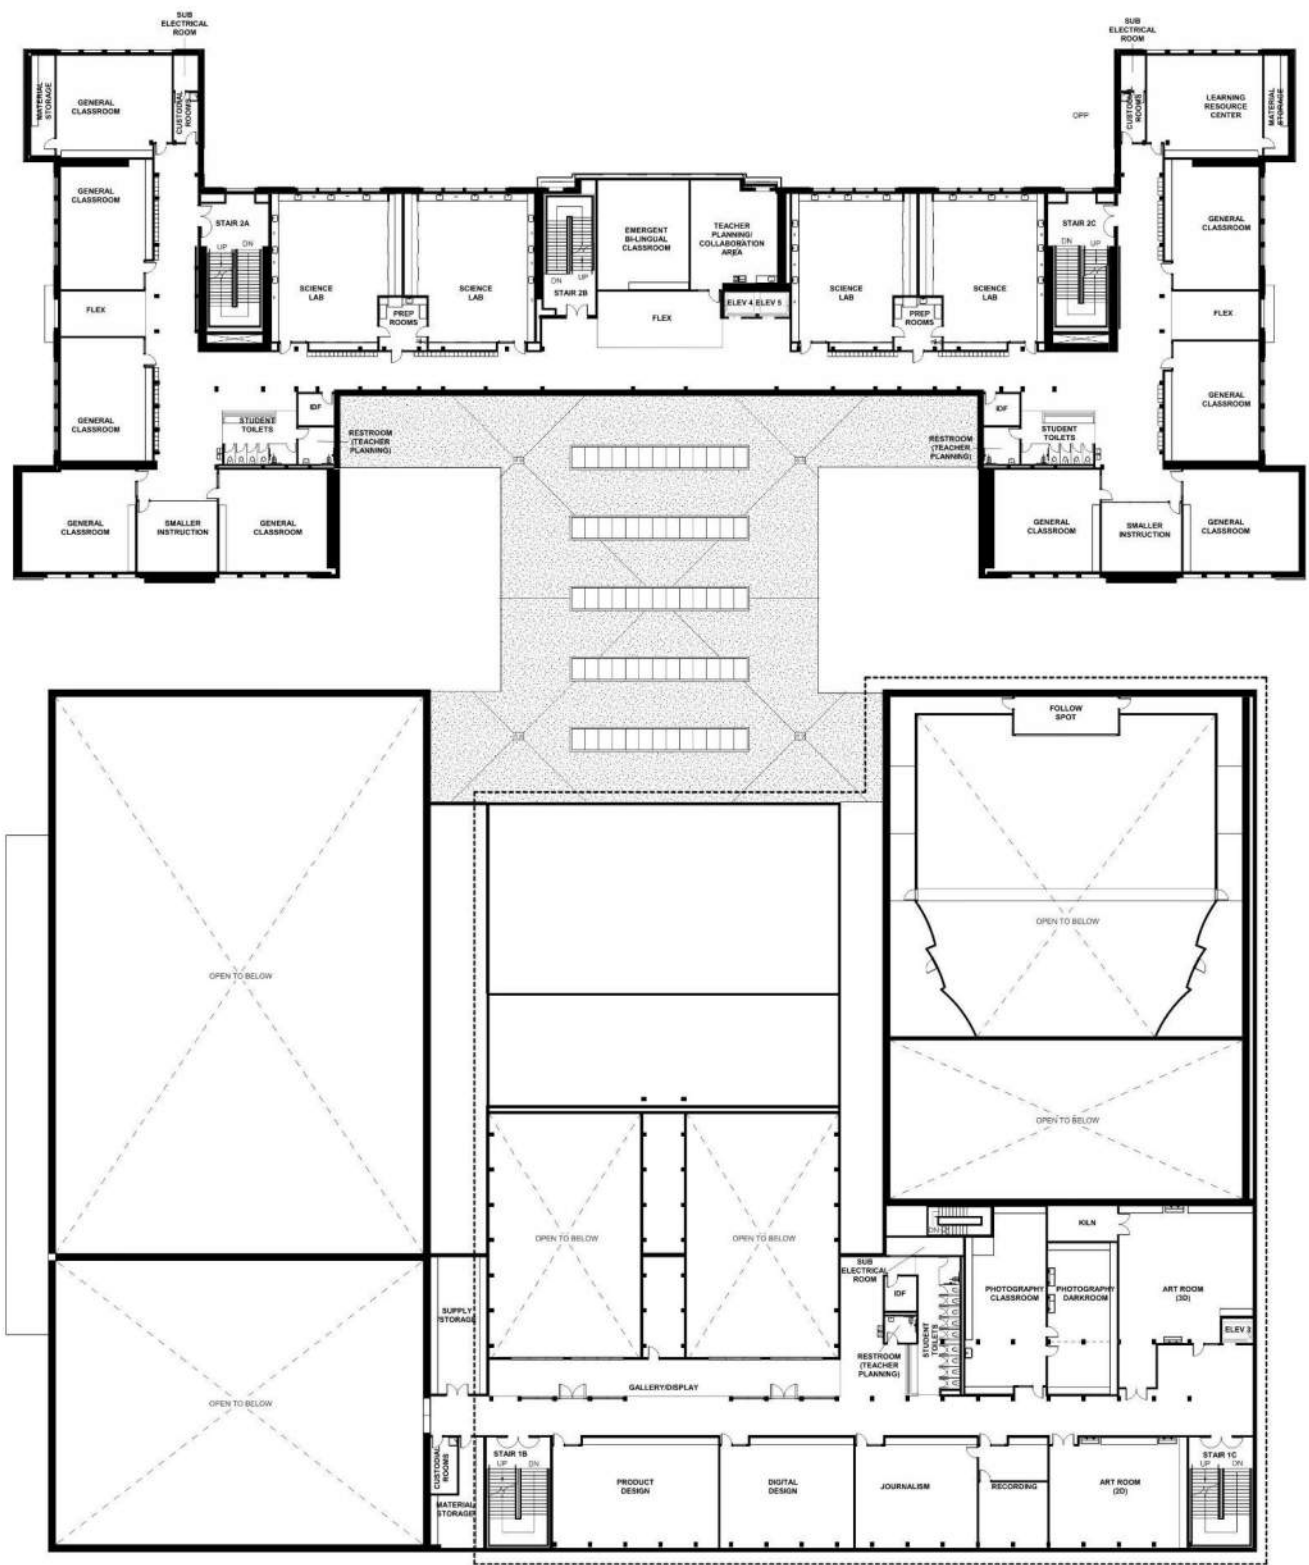 SUB
ELECTRICAL
ROOM
SUB
ELECTRICAL
ROOM
MATERIAL
STORAGE
GENERAL
CLASSROOM
CUSTODIAL
ROOMS
OPP
CUSTODIAL
ROOMS
LEARNING
RESOURCE
CENTER
MATERIAL
STORAGE
GENERAL
CLASSROOM
STAIR 2A
UP
DN
SCIENCE
LAB
PREP
ROOMS
SCIENCE
LAB
DN
UP
STAIR 2B
EMERGENT
BI-LINGUAL
CLASSROOM
TEACHER
PLANNING/
COLLABORATION
AREA
ELEV 4
ELEV 5
FLEX
SCIENCE
LAB
PREP
ROOMS
SCIENCE
LAB
STAIR 2C
DN
UP
GENERAL
CLASSROOM
FLEX
FLEX
GENERAL
CLASSROOM
IDF
STUDENT
TOILETS
RESTROOM
(TEACHER
PLANNING)
RESTROOM
(TEACHER
PLANNING)
IDF
STUDENT
TOILETS
GENERAL
CLASSROOM
GENERAL
CLASSROOM
SMALLER
INSTRUCTION
GENERAL
CLASSROOM
GENERAL
CLASSROOM
SMALLER
INSTRUCTION
GENERAL
CLASSROOM
FOLLOW
SPOT
OPEN TO BELOW
OPEN TO BELOW
OPEN TO BELOW
OPEN TO BELOW
OPEN TO BELOW
DN
KILN
SUB
ELECTRICAL
ROOM
IDF
STUDENT
TOILETS
PHOTOGRAPHY
CLASSROOM
PHOTOGRAPHY
DARKROOM
ART ROOM
(3D)
SUPPLY
STORAGE
ELEV 3
RESTROOM
(TEACHER
PLANNING)
GALLERY/DISPLAY
OPEN TO BELOW
CUSTODIAL
ROOMS
MATERIAL
STORAGE
STAIR 1B
UP
DN
PRODUCT
DESIGN
DIGITAL
DESIGN
JOURNALISM
RECORDING
ART ROOM
(2D)
STAIR 1C
UP
DN